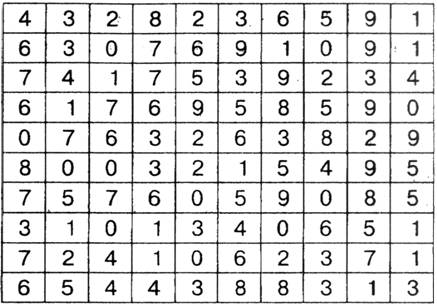 4 3 2 8 2 3 6 5 9 1
6 3 0 7 6 9 1 0 9 1
7 4 1 7 5 3 9 2 3 4
6 1 7 6 9 5 8 5 9 0
0 7 6 3 2 6 3 8 2 9
8 0 0 3 2 1 5 4 9 5
7 5 7 6 0 5 9 0 8 5
3 1 0 1 3 4 0 6 5 1
7 2 4 1 0 6 2 3 7 1
6 5 4 4 3 8 8 3 1 3